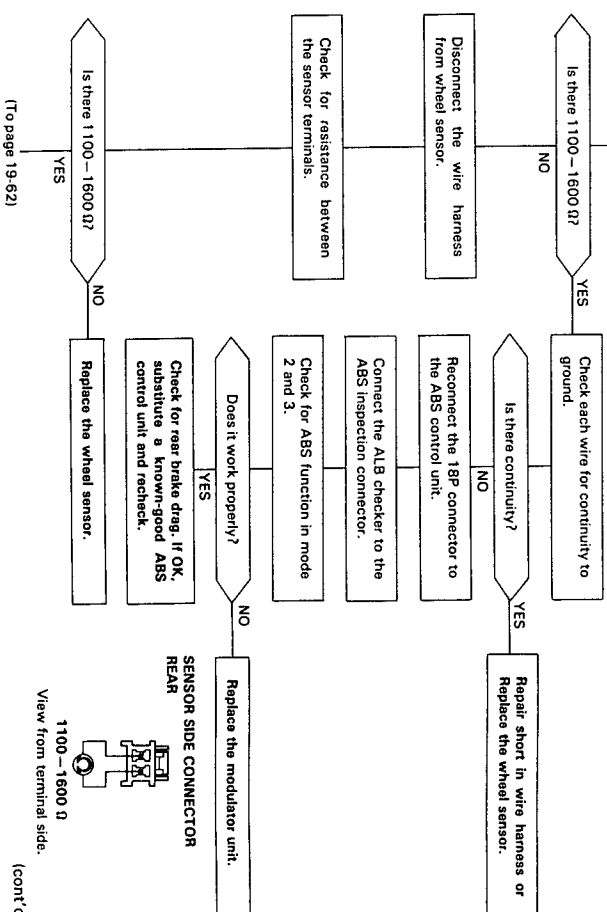 Is there 1100 – 1600 Ω?
YES
NO
Disconnect the wire harness
from wheel sensor.
Check for resistance between
the sensor terminals.
Is there 1100 – 1600 Ω?
NO
YES
(To page 19-62)
Check each wire for continuity to
ground.
Is there continuity?
YES
NO
Reconnect the 18P connector to
the ABS control unit.
Connect the ALB checker to the
ABS inspection connector.
Check for ABS function in mode
2 and 3.
Does it work properly?
NO
YES
Check for rear brake drag. If OK,
substitute a known-good ABS
control unit and recheck.
Replace the wheel sensor.
Repair short in wire harness or
Replace the wheel sensor.
Replace the modulator unit.
SENSOR SIDE CONNECTOR
REAR
1100 – 1600 Ω
View from terminal side.
(cont'd